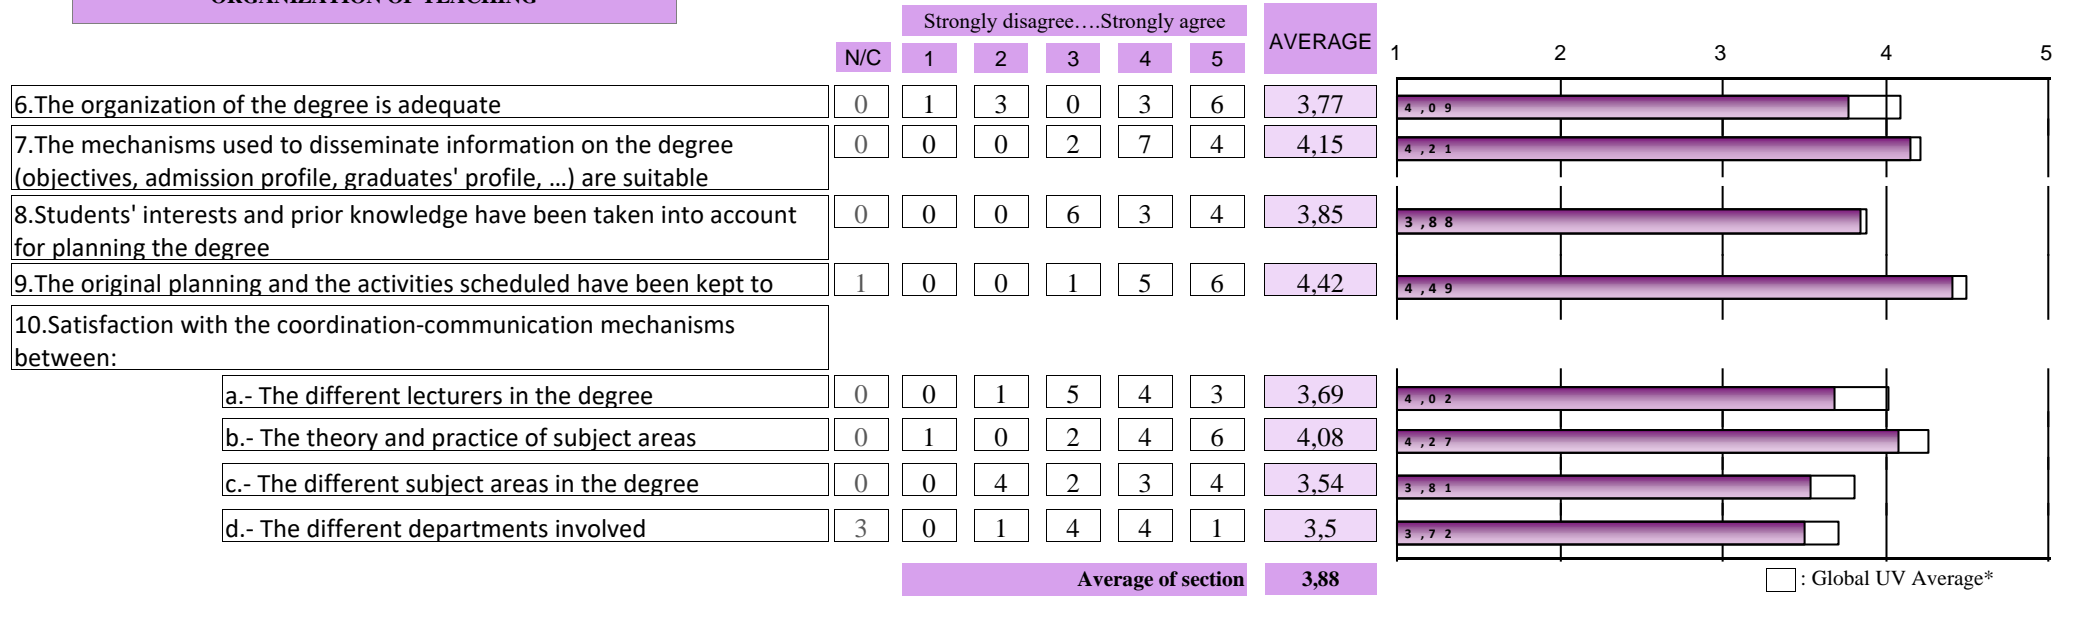 ORGANIZATION OF TEACHING
Strongly disagree….Strongly agree
AVERAGE
N/C 1 2 3 4 5
1 2 3 4 5
6.The organization of the degree is adequate 0 1 3 0 3 6 3,77 4,09
7.The mechanisms used to disseminate information on the degree
(objectives, admission profile, graduates' profile, …) are suitable 0 0 0 2 7 4 4,15 4,21
8.Students' interests and prior knowledge have been taken into account
for planning the degree 0 0 0 6 3 4 3,85 3,88
9.The original planning and the activities scheduled have been kept to 1 0 0 1 5 6 4,42 4,49
10.Satisfaction with the coordination-communication mechanisms
between:
a.- The different lecturers in the degree 0 0 1 5 4 3 3,69 4,02
b.- The theory and practice of subject areas 0 1 0 2 4 6 4,08 4,27
c.- The different subject areas in the degree 0 0 4 2 3 4 3,54 3,81
d.- The different departments involved 3 0 1 4 4 1 3,5 3,72
Average of section 3,88
: Global UV Average*